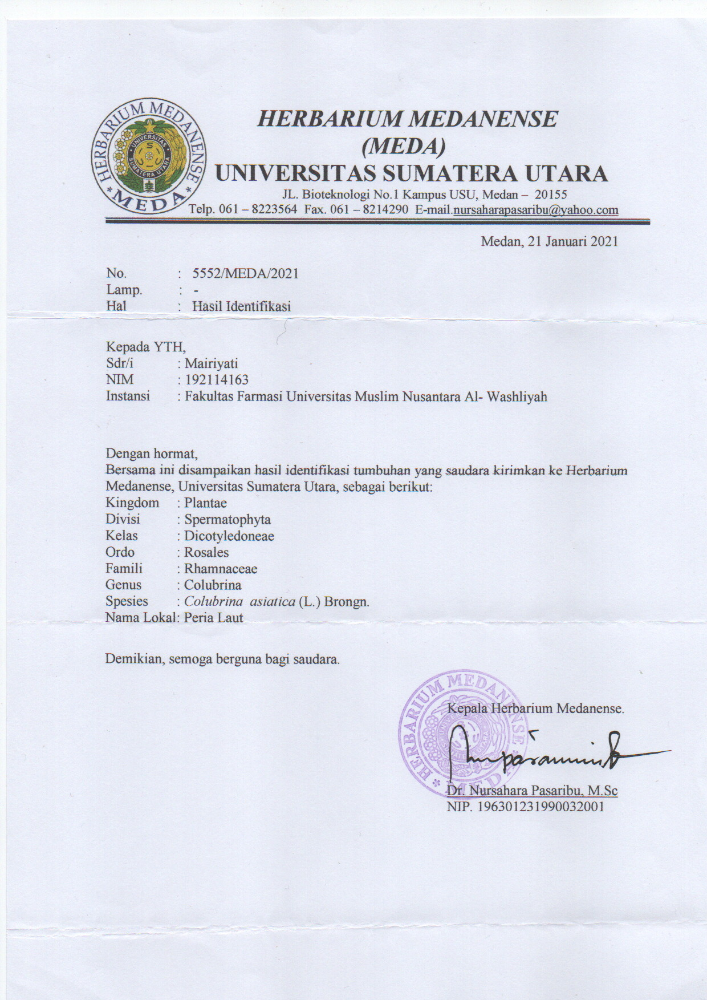 HERBARIUM MEDANENSE
(MEDA)
UNIVERSITAS SUMATERA UTARA
JL. Bioteknologi No.1 Kampus USU, Medan – 20155
Telp. 061 – 8223564 Fax. 061 – 8214290 E-mail.nursaharapasaribu@yahoo.com
HERBARIUM MEDANENSE
* MEDA *
UNIVERSITAS
SUMATERA UTARA
Medan, 21 Januari 2021
No. : 5552/MEDA/2021
Lamp. : -
Hal : Hasil Identifikasi
Kepada YTH,
Sdr/i : Mairiyati
NIM : 192114163
Instansi : Fakultas Farmasi Universitas Muslim Nusantara Al- Washliyah
Dengan hormat,
Bersama ini disampaikan hasil identifikasi tumbuhan yang saudara kirimkan ke Herbarium
Medanense, Universitas Sumatera Utara, sebagai berikut:
Kingdom : Plantae
Divisi : Spermatophyta
Kelas : Dicotyledoneae
Ordo : Rosales
Famili : Rhamnaceae
Genus : Colubrina
Spesies : Colubrina asiatica (L.) Brongn.
Nama Lokal: Peria Laut
Demikian, semoga berguna bagi saudara.
Kepala Herbarium Medanense.
HERBARIUM MEDANENSE
* MEDA *
UNIVERSITAS
SUMATERA UTARA
Dr. Nursahara Pasaribu, M.Sc
NIP. 196301231990032001